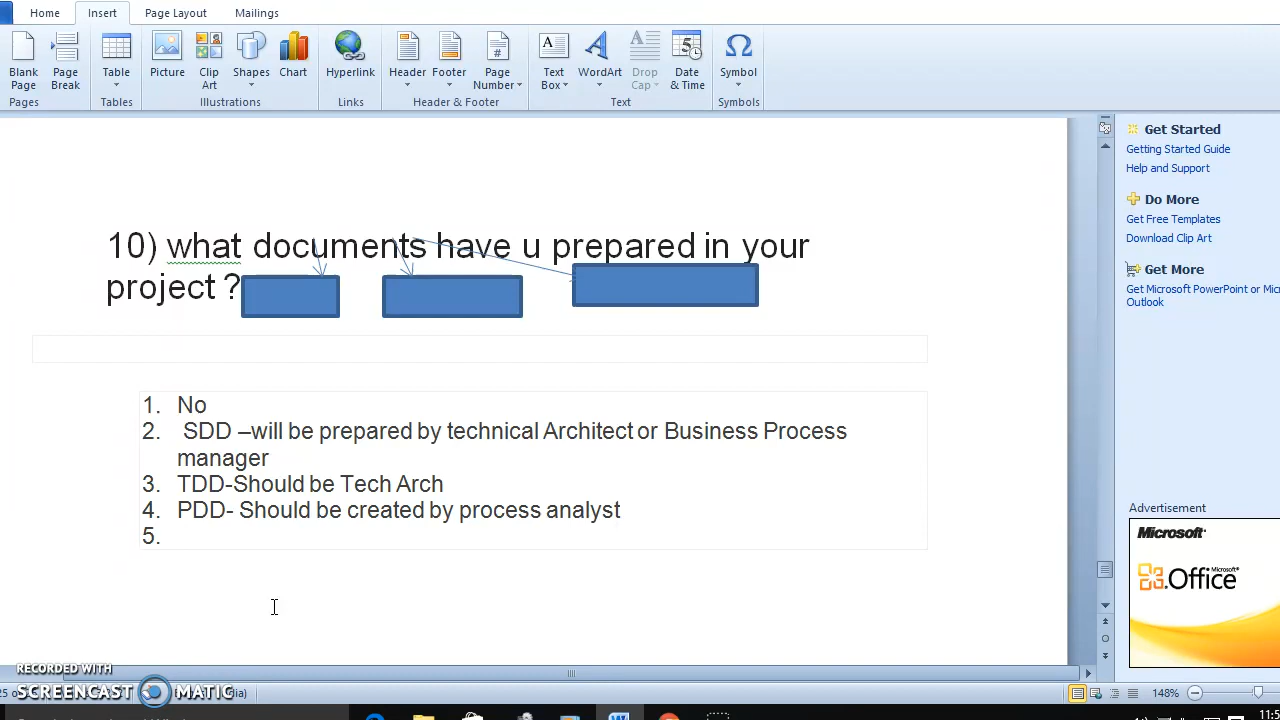 Home Insert Page Layout Mailings
Blank Page
Page Break
Table
Picture
Clip Art
Shapes
Chart
Hyperlink
Header
Footer
Page Number
A
Text Box
WordArt
Drop Cap
5
Date & Time
Symbol
Pages Tables Illustrations Links Header & Footer Text Symbols
10) what documents have u prepared in your
project ?
1. No
2. SDD –will be prepared by technical Architect or Business Process
manager
3. TDD-Should be Tech Arch
4. PDD- Should be created by process analyst
5.
Get Started
Getting Started Guide
Help and Support
Do More
Get Free Templates
Download Clip Art
Get More
Get Microsoft PowerPoint or Mic
Outlook
Advertisement
Microsoft
Office
RECORDED WITH
SCREENCAST MATIC
148%
11:5